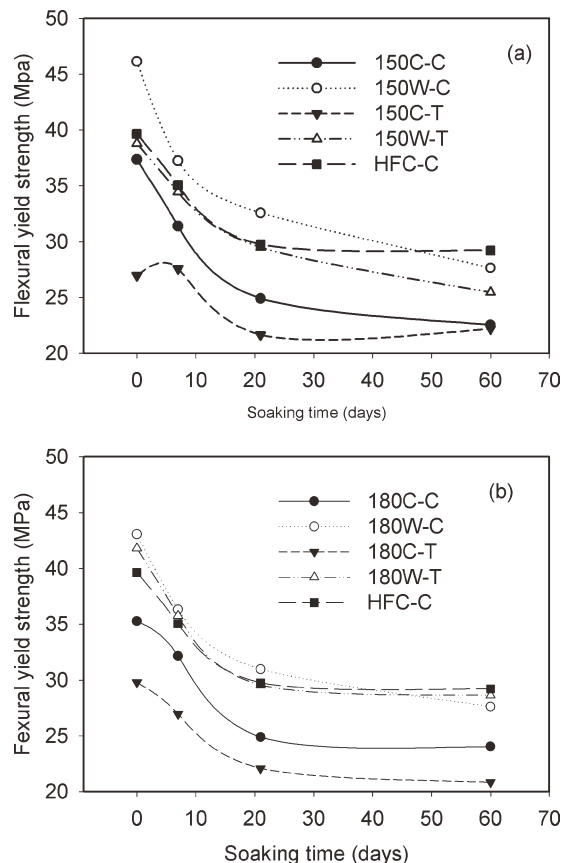 50
45
40
35
30
25
20
Flexural yield strength (Mpa)
(a)
150C-C
150W-C
150C-T
150W-T
HFC-C
0 10 20 30 40 50 60 70
Soaking time (days)
50
45
40
35
30
25
20
Fexural yield strength (MPa)
(b)
180C-C
180W-C
180C-T
180W-T
HFC-C
0 10 20 30 40 50 60 70
Soaking time (days)